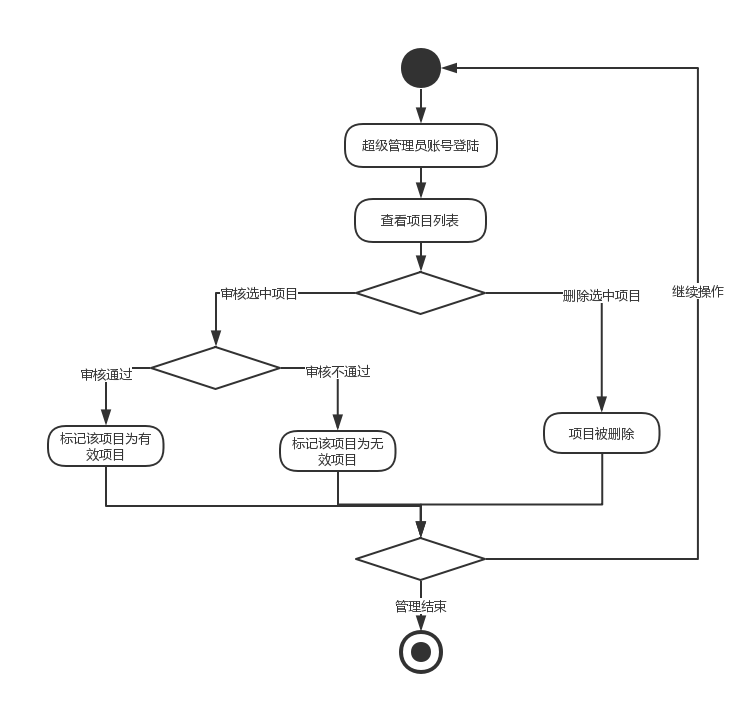 超级管理员账号登陆
查看项目列表
审核选中项目
删除选中项目
继续操作
审核通过
审核不通过
标记该项目为有
效项目
标记该项目为无
效项目
项目被删除
管理结束